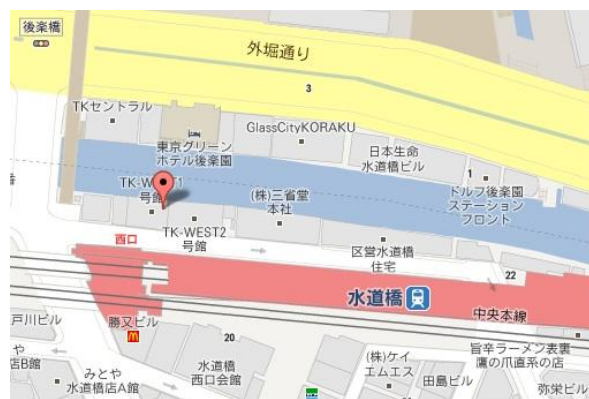 後楽橋
外堀通り
3
TKセントラル
GlassCityKORAKU
東京グリーン
ホテル後楽園
日本生命
水道橋ビル
1
TK-WEST1
号館
(株)三省堂
本社
ドルフ後楽園
ステーション
フロント
西口
TK-WEST2
号館
区営水道橋
住宅
22
水道橋
中央本線
戸川ビル
勝又ビル
20
や
店B館
みとや
水道橋店A館
水道橋
西口会館
(株)ケイ
エムエス
田島ビル
旨辛ラーメン表裏
鷹の爪直系の店
弥栄ビル